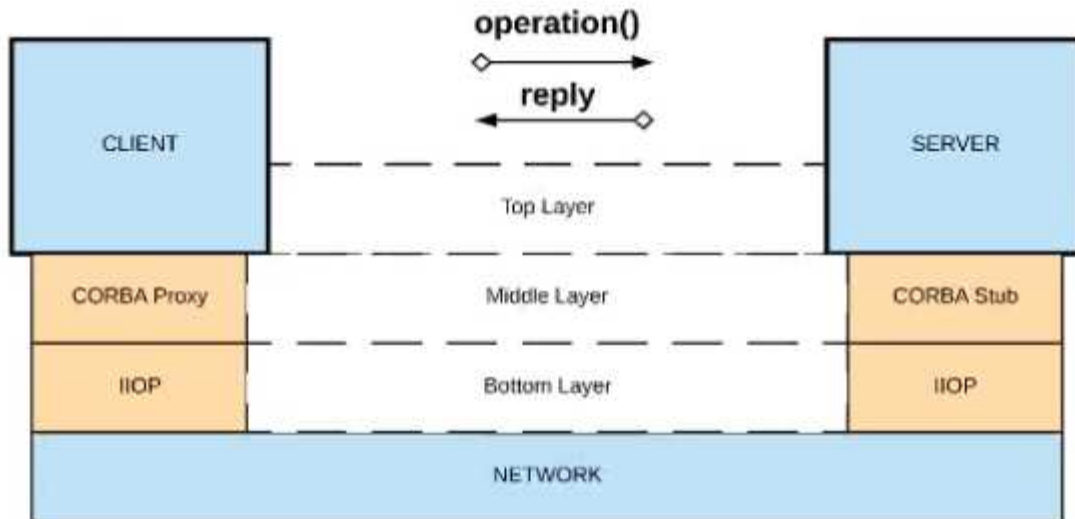 operation()
reply
CLIENT
SERVER
Top Layer
CORBA Proxy
Middle Layer
CORBA Stub
IIOP
Bottom Layer
IIOP
NETWORK